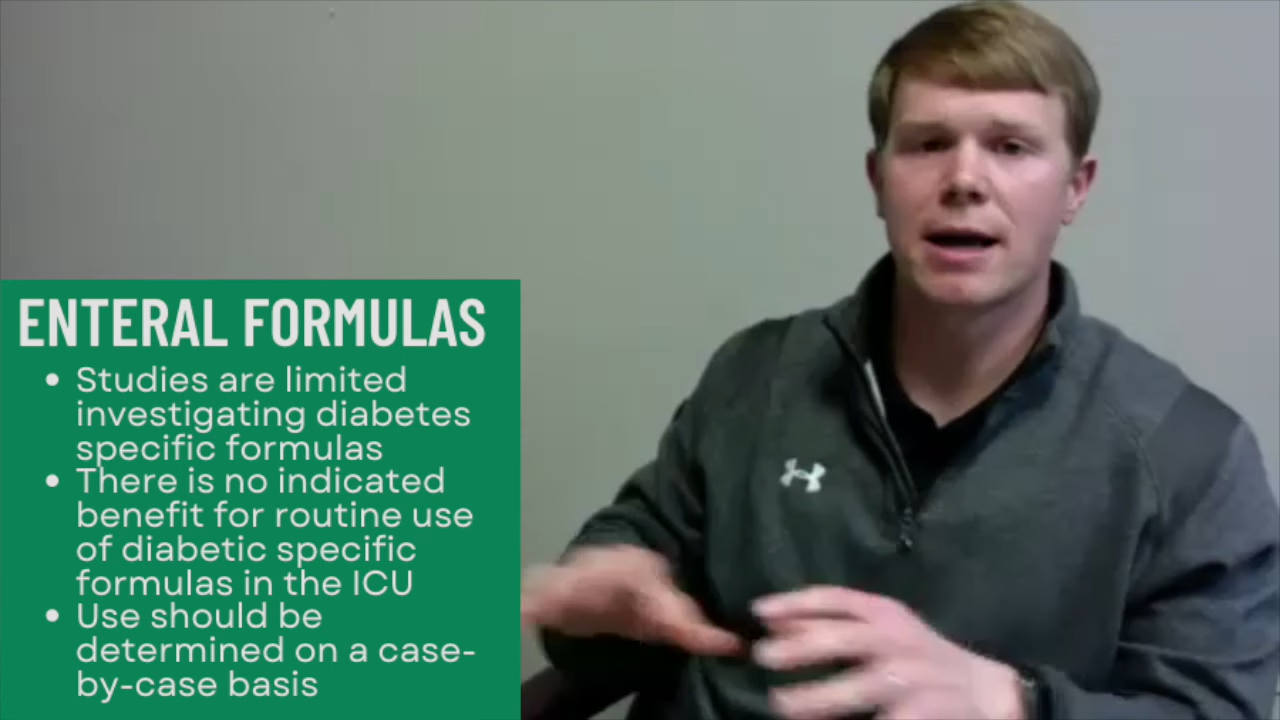 ENTERAL FORMULAS
• Studies are limited
investigating diabetes
specific formulas
• There is no indicated
benefit for routine use
of diabetic specific
formulas in the ICU
• Use should be
determined on a case-
by-case basis